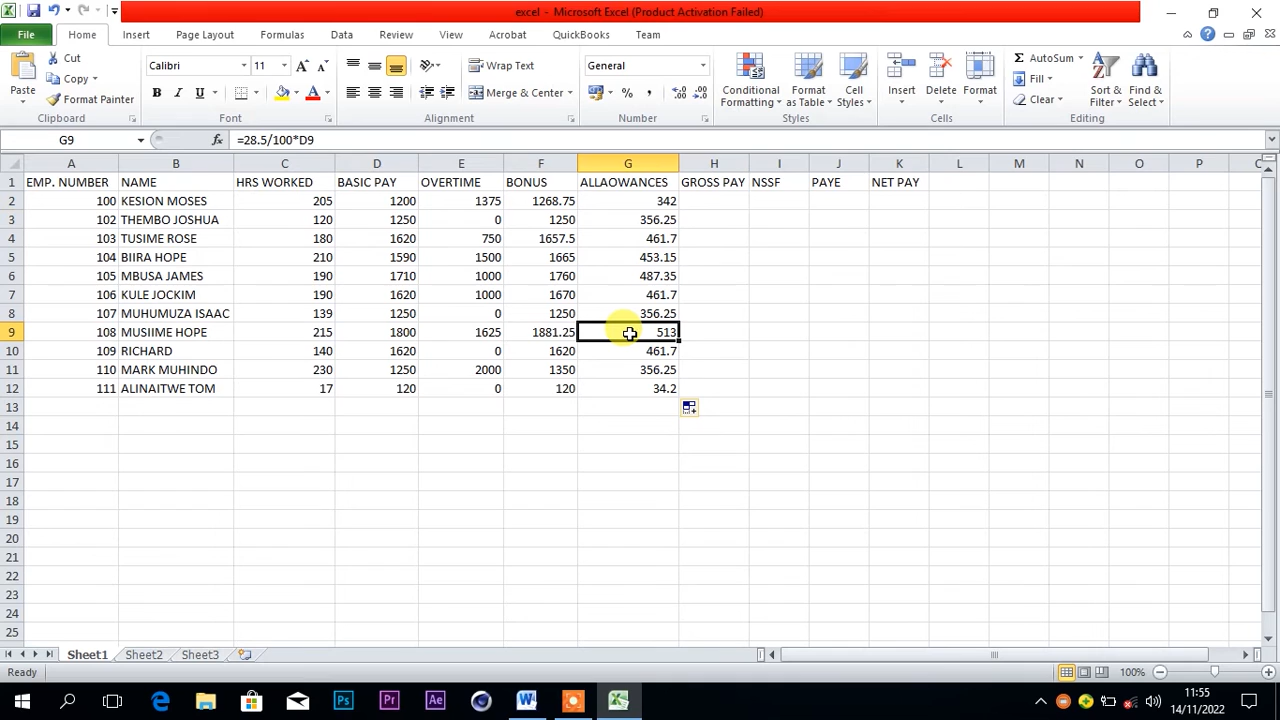 excel - Microsoft Excel (Product Activation Failed)
File Home Insert Page Layout Formulas Data Review View Acrobat QuickBooks Team
Paste
Cut
Copy
Format Painter
Clipboard
Calibri 11
B I U
Font
Wrap Text
Merge & Center
Alignment
General
% ,
Number
Conditional Formatting
Format as Table
Cell Styles
Styles
Insert
Delete
Format
Cells
AutoSum
Fill
Clear
Sort & Filter
Find & Select
Editing
G9 fx =28.5/100*D9
A B C D E F G H I J K L M N O P
1 EMP. NUMBER NAME HRS WORKED BASIC PAY OVERTIME BONUS ALLAOWANCES GROSS PAY NSSF PAYE NET PAY
2 100 KESION MOSES 205 1200 1375 1268.75 342
3 102 THEMBO JOSHUA 120 1250 0 1250 356.25
4 103 TUSIME ROSE 180 1620 750 1657.5 461.7
5 104 BIIRA HOPE 210 1590 1500 1665 453.15
6 105 MBUSA JAMES 190 1710 1000 1760 487.35
7 106 KULE JOCKIM 190 1620 1000 1670 461.7
8 107 MUHUMUZA ISAAC 139 1250 0 1250 356.25
9 108 MUSIIME HOPE 215 1800 1625 1881.25 513
10 109 RICHARD 140 1620 0 1620 461.7
11 110 MARK MUHINDO 230 1250 2000 1350 356.25
12 111 ALINAITWE TOM 17 120 0 120 34.2
13
14
15
16
17
18
19
20
21
22
23
24
25
Sheet1 Sheet2 Sheet3
Ready 100%
Ps Pr Ae W
11:55
14/11/2022